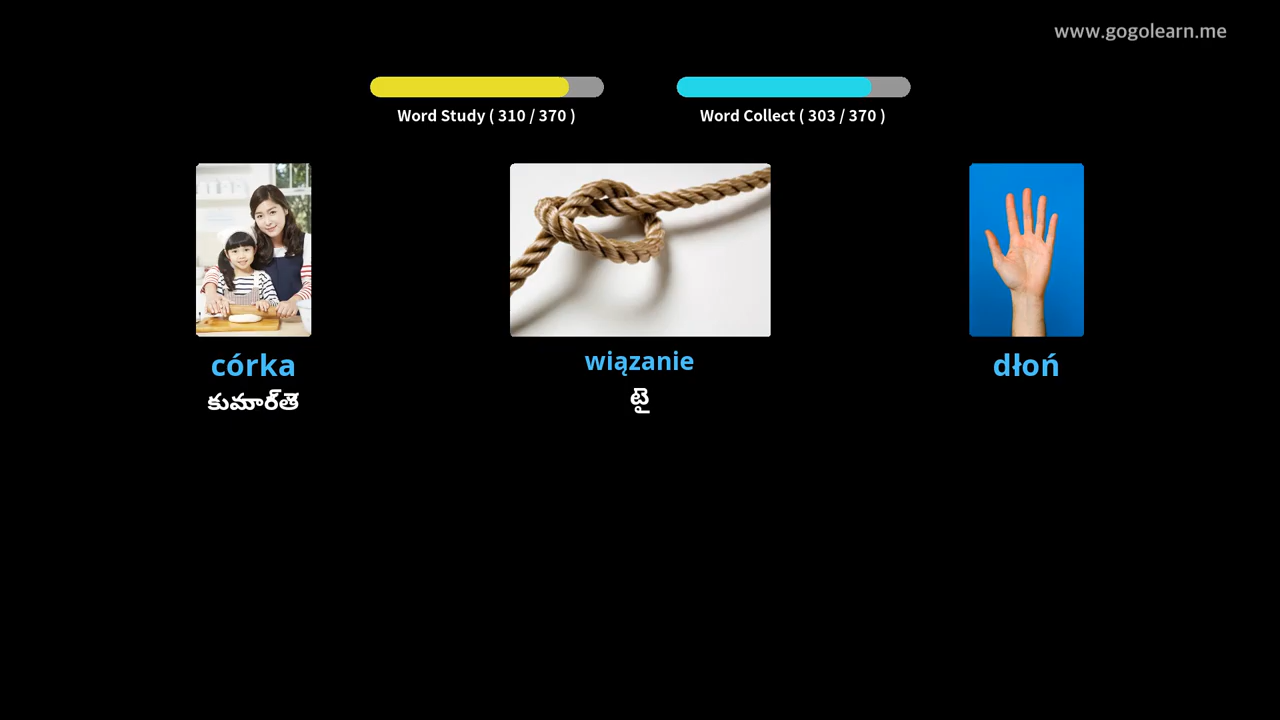 www.gogolearn.me
Word Study ( 310 / 370 )
Word Collect ( 303 / 370 )
córka
wiązanie
dłoń
కుమార్తె
టై